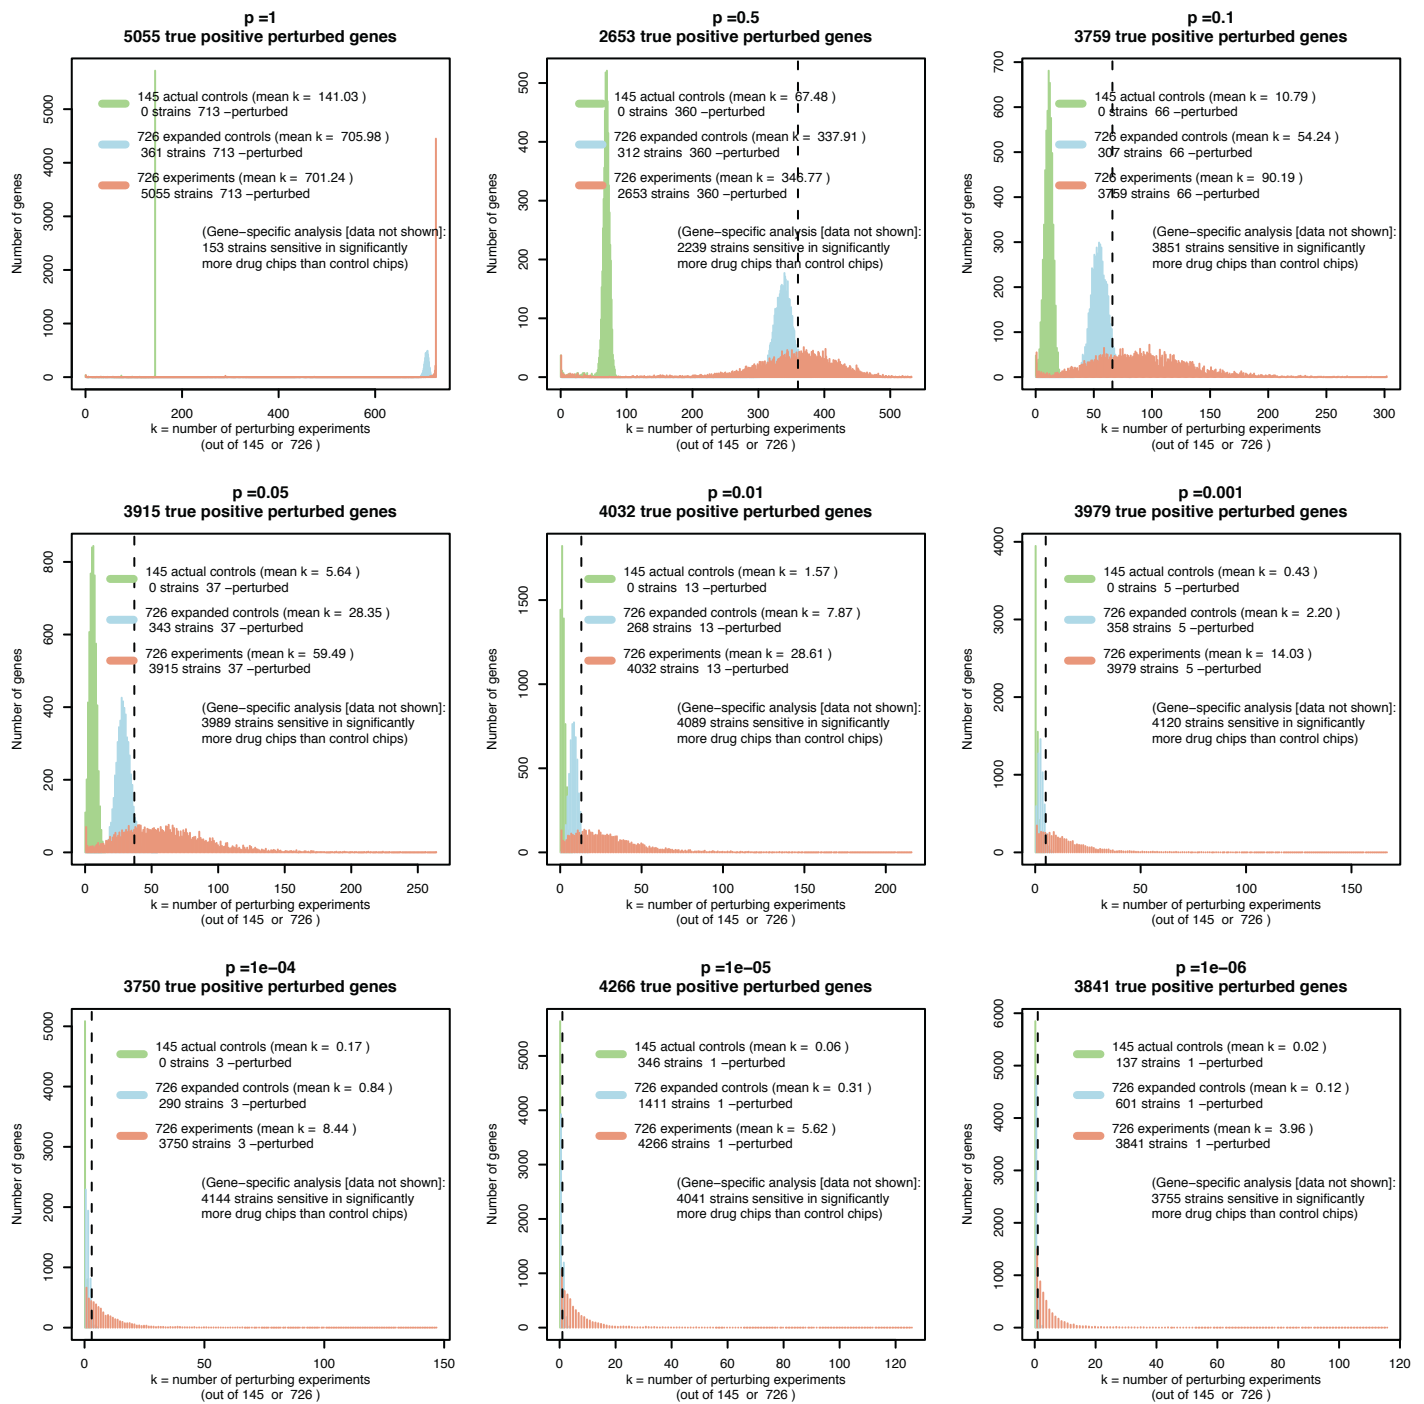 p =1
5055 true positive perturbed genes
Number of genes
0 1000 2000 3000 4000 5000
145 actual controls (mean k = 141.03 )
0 strains 713 −perturbed
726 expanded controls (mean k = 705.98 )
361 strains 713 −perturbed
726 experiments (mean k = 701.24 )
5055 strains 713 −perturbed
(Gene−specific analysis [data not shown]:
153 strains sensitive in significantly
more drug chips than control chips)
0 200 400 600
k = number of perturbing experiments
(out of 145 or 726 )
p =0.5
2653 true positive perturbed genes
Number of genes
0 100 200 300 400 500
145 actual controls (mean k = 67.48 )
0 strains 360 −perturbed
726 expanded controls (mean k = 337.91 )
312 strains 360 −perturbed
726 experiments (mean k = 346.77 )
2653 strains 360 −perturbed
(Gene−specific analysis [data not shown]:
2239 strains sensitive in significantly
more drug chips than control chips)
0 100 200 300 400 500
k = number of perturbing experiments
(out of 145 or 726 )
p =0.1
3759 true positive perturbed genes
Number of genes
0 100 200 300 400 500 600 700
145 actual controls (mean k = 10.79 )
0 strains 66 −perturbed
726 expanded controls (mean k = 54.24 )
307 strains 66 −perturbed
726 experiments (mean k = 90.19 )
3759 strains 66 −perturbed
(Gene−specific analysis [data not shown]:
3851 strains sensitive in significantly
more drug chips than control chips)
0 50 100 150 200 250 300
k = number of perturbing experiments
(out of 145 or 726 )
p =0.05
3915 true positive perturbed genes
Number of genes
0 200 400 600 800
145 actual controls (mean k = 5.64 )
0 strains 37 −perturbed
726 expanded controls (mean k = 28.35 )
343 strains 37 −perturbed
726 experiments (mean k = 59.49 )
3915 strains 37 −perturbed
(Gene−specific analysis [data not shown]:
3989 strains sensitive in significantly
more drug chips than control chips)
0 50 100 150 200 250
k = number of perturbing experiments
(out of 145 or 726 )
p =0.01
4032 true positive perturbed genes
Number of genes
0 500 1000 1500
145 actual controls (mean k = 1.57 )
0 strains 13 −perturbed
726 expanded controls (mean k = 7.87 )
268 strains 13 −perturbed
726 experiments (mean k = 28.61 )
4032 strains 13 −perturbed
(Gene−specific analysis [data not shown]:
4089 strains sensitive in significantly
more drug chips than control chips)
0 50 100 150 200
k = number of perturbing experiments
(out of 145 or 726 )
p =0.001
3979 true positive perturbed genes
Number of genes
0 1000 2000 3000 4000
145 actual controls (mean k = 0.43 )
0 strains 5 −perturbed
726 expanded controls (mean k = 2.20 )
358 strains 5 −perturbed
726 experiments (mean k = 14.03 )
3979 strains 5 −perturbed
(Gene−specific analysis [data not shown]:
4120 strains sensitive in significantly
more drug chips than control chips)
0 50 100 150
k = number of perturbing experiments
(out of 145 or 726 )
p =1e−04
3750 true positive perturbed genes
Number of genes
0 1000 2000 3000 4000 5000
145 actual controls (mean k = 0.17 )
0 strains 3 −perturbed
726 expanded controls (mean k = 0.84 )
290 strains 3 −perturbed
726 experiments (mean k = 8.44 )
3750 strains 3 −perturbed
(Gene−specific analysis [data not shown]:
4144 strains sensitive in significantly
more drug chips than control chips)
0 50 100 150
k = number of perturbing experiments
(out of 145 or 726 )
p =1e−05
4266 true positive perturbed genes
Number of genes
0 1000 2000 3000 4000 5000
145 actual controls (mean k = 0.06 )
346 strains 1 −perturbed
726 expanded controls (mean k = 0.31 )
1411 strains 1 −perturbed
726 experiments (mean k = 5.62 )
4266 strains 1 −perturbed
(Gene−specific analysis [data not shown]:
4041 strains sensitive in significantly
more drug chips than control chips)
0 20 40 60 80 100 120
k = number of perturbing experiments
(out of 145 or 726 )
p =1e−06
3841 true positive perturbed genes
Number of genes
0 1000 2000 3000 4000 5000 6000
145 actual controls (mean k = 0.02 )
137 strains 1 −perturbed
726 expanded controls (mean k = 0.12 )
601 strains 1 −perturbed
726 experiments (mean k = 3.96 )
3841 strains 1 −perturbed
(Gene−specific analysis [data not shown]:
3755 strains sensitive in significantly
more drug chips than control chips)
0 20 40 60 80 100 120
k = number of perturbing experiments
(out of 145 or 726 )